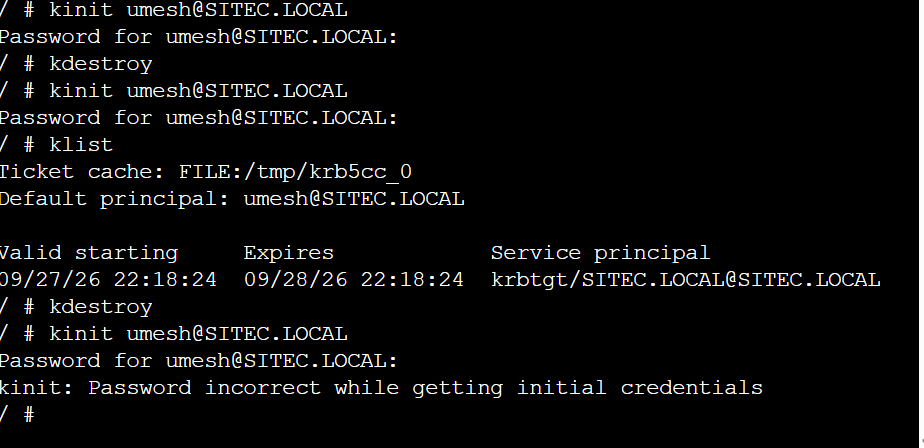 / # kinit umesh@SITEC.LOCAL
Password for umesh@SITEC.LOCAL:
/ # kdestroy
/ # kinit umesh@SITEC.LOCAL
Password for umesh@SITEC.LOCAL:
/ # klist
Ticket cache: FILE:/tmp/krb5cc_0
Default principal: umesh@SITEC.LOCAL

Valid starting     Expires            Service principal
09/27/26 22:18:24  09/28/26 22:18:24  krbtgt/SITEC.LOCAL@SITEC.LOCAL
/ # kdestroy
/ # kinit umesh@SITEC.LOCAL
Password for umesh@SITEC.LOCAL:
kinit: Password incorrect while getting initial credentials
/ #